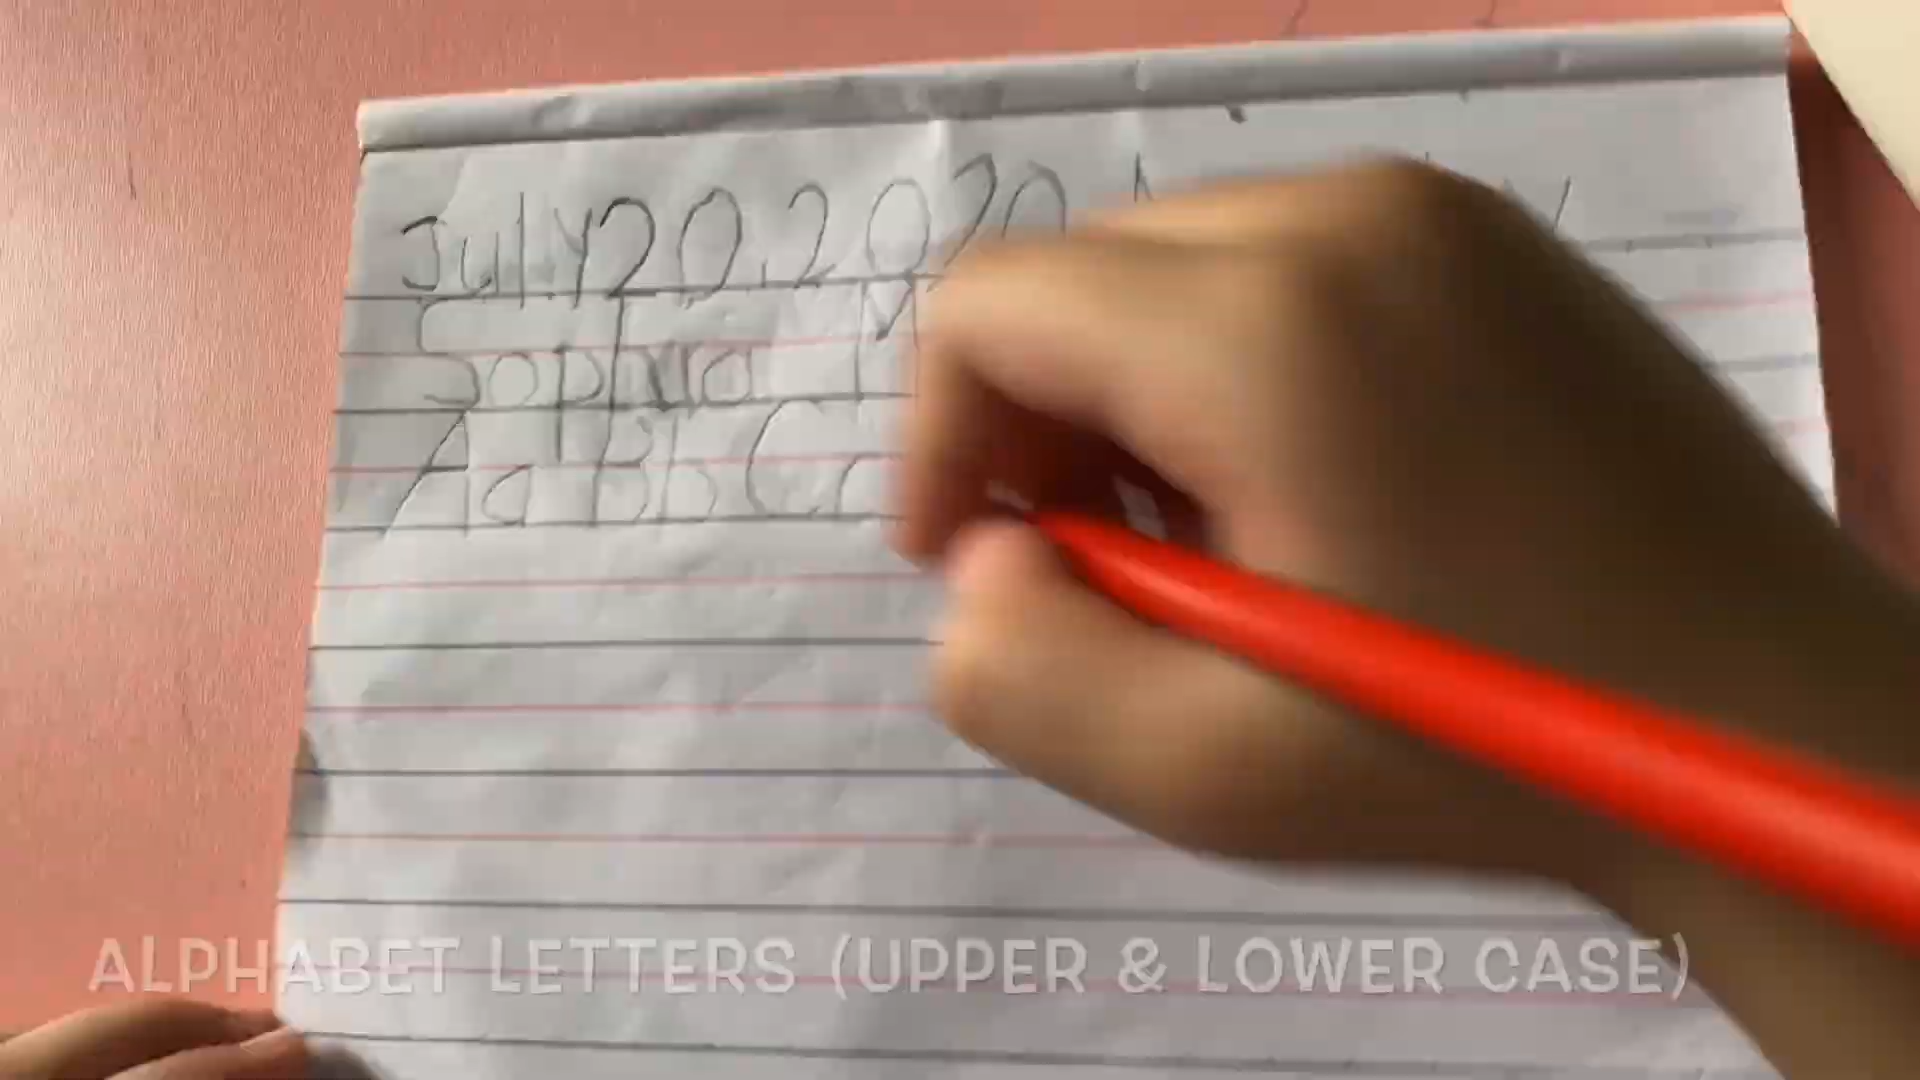 July 20, 2020
Sophia M
Aa Bb Cc
ALPHABET LETTERS (UPPER & LOWER CASE)